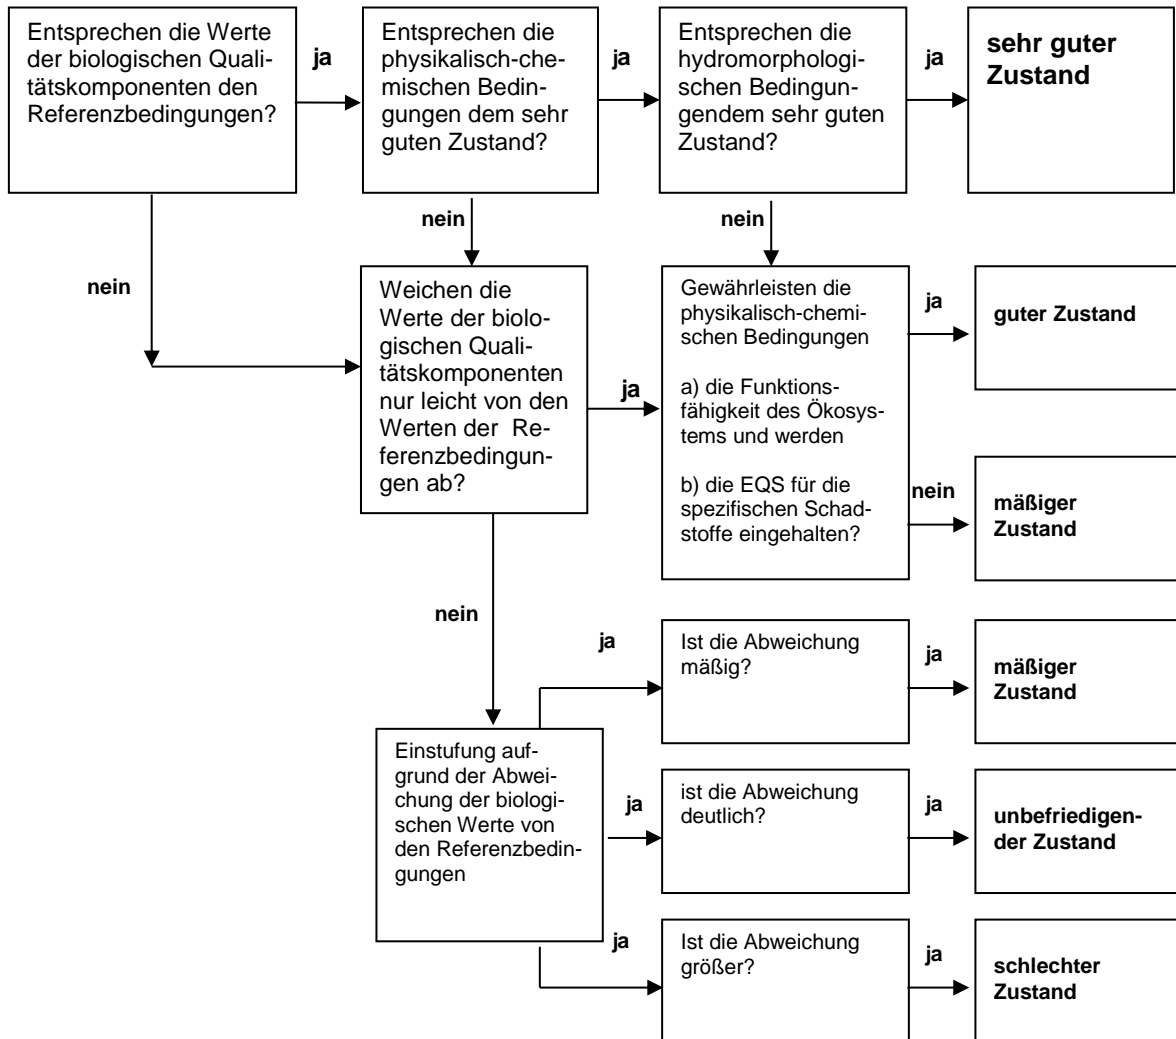 Entsprechen die Werte
der biologischen Quali-
tätskomponenten den
Referenzbedingungen?
ja
Entsprechen die
physikalisch-che-
mischen Bedin-
gungen dem sehr
guten Zustand?
ja
Entsprechen die
hydromorphologi-
schen Bedingun-
gendem sehr guten
Zustand?
ja
sehr guter
Zustand
nein
nein
nein
Weichen die
Werte der biolo-
gischen Quali-
tätskomponenten
nur leicht von den
Werten der Re-
ferenzbedingun-
gen ab?
ja
Gewährleisten die
physikalisch-chemi-
schen Bedingungen
a) die Funktions-
fähigkeit des Ökosys-
tems und werden
b) die EQS für die
spezifischen Schad-
stoffe eingehalten?
ja
guter Zustand
nein
mäßiger
Zustand
nein
Einstufung auf-
grund der Abwei-
chung der biologi-
schen Werte von
den Referenzbedin-
gungen
ja
Ist die Abweichung
mäßig?
ja
mäßiger
Zustand
ja
ist die Abweichung
deutlich?
ja
unbefriedigen-
der Zustand
ja
Ist die Abweichung
größer?
ja
schlechter
Zustand